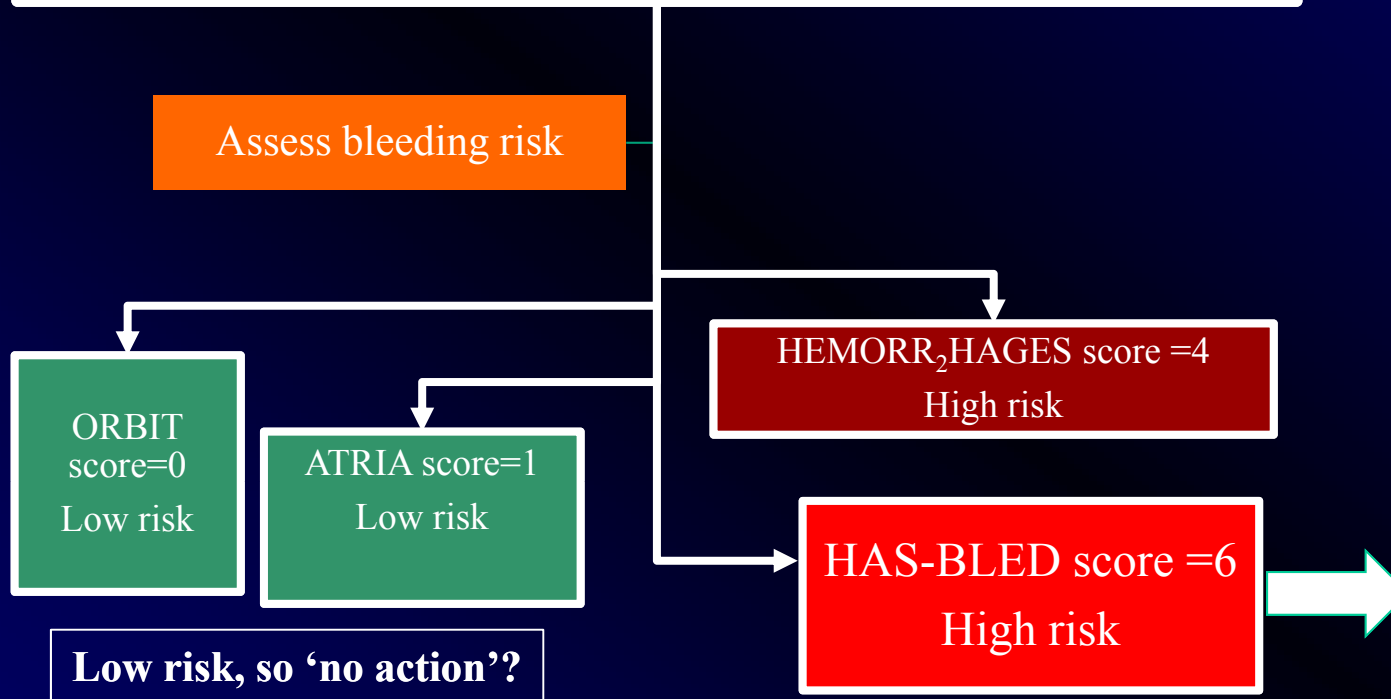 Assess bleeding risk
HEMORR₂HAGES score =4
High risk
ORBIT
score=0
Low risk
ATRIA score=1
Low risk
HAS-BLED score =6
High risk
Low risk, so ‘no action’?